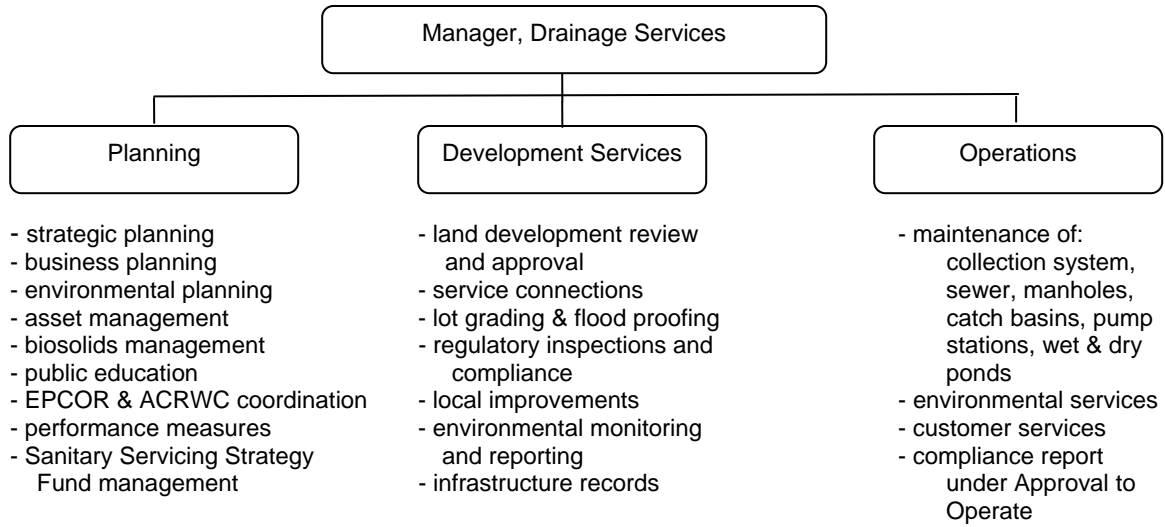 Manager, Drainage Services
Planning
- strategic planning
- business planning
- environmental planning
- asset management
- biosolids management
- public education
- EPCOR & ACRWC coordination
- performance measures
- Sanitary Servicing Strategy
Fund management
Development Services
- land development review
and approval
- service connections
- lot grading & flood proofing
- regulatory inspections and
compliance
- local improvements
- environmental monitoring
and reporting
- infrastructure records
Operations
- maintenance of:
collection system,
sewer, manholes,
catch basins, pump
stations, wet & dry
ponds
- environmental services
- customer services
- compliance report
under Approval to
Operate